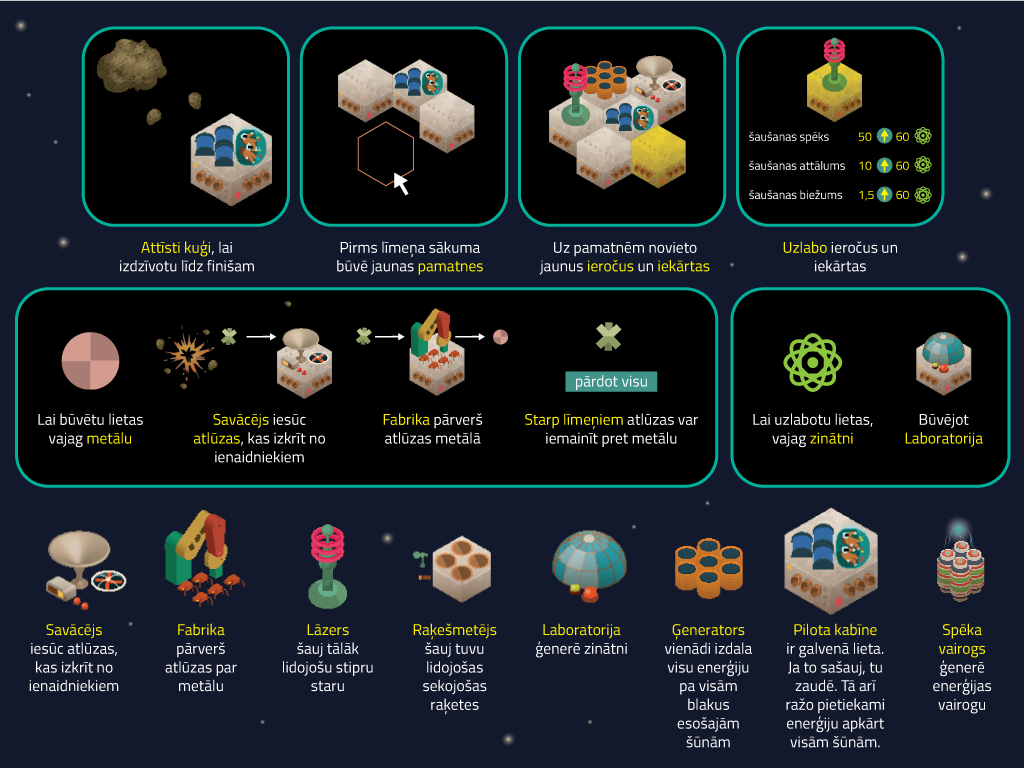 šaušanas spēks 50 60
šaušanas attālums 10 60
šaušanas biežums 1,5 60
Attīsti kuģi, lai
izdzīvotu līdz finišam
Pirms līmeņa sākuma
būvē jaunas pamatnes
Uz pamatnēm novieto
jaunus ieročus un iekārtas
Uzlabo ieročus un
iekārtas
pārdot visu
Lai būvētu lietas
vajag metālu
Savācējs iesūc
atlūzas, kas izkrīt no
ienaidniekiem
Fabrika pārverš
atlūzas metālā
Starp līmeņiem atlūzas var
iemainīt pret metālu
Lai uzlabotu lietas,
vajag zinātni
Būvējot
Laboratorija
Savācējs
iesūc atlūzas,
kas izkrīt no
ienaidniekiem
Fabrika
pārverš
atlūzas par
metālu
Lāzers
šauj tālāk
lidojošu stipru
staru
Raķešmetējs
šauj tuvu
lidojošas
sekojošas
raķetes
Laboratorija
ģenerē zinātni
Ģenerators
vienādi izdala
visu enerģiju
pa visām
blakus
esošajām
šūnām
Pilota kabīne
ir galvenā lieta.
Ja to sašauj, tu
zaudē. Tā arī
ražo pietiekami
enerģiju apkārt
visām šūnām.
Spēka
vairogs
ģenerē
enerģijas
vairogu